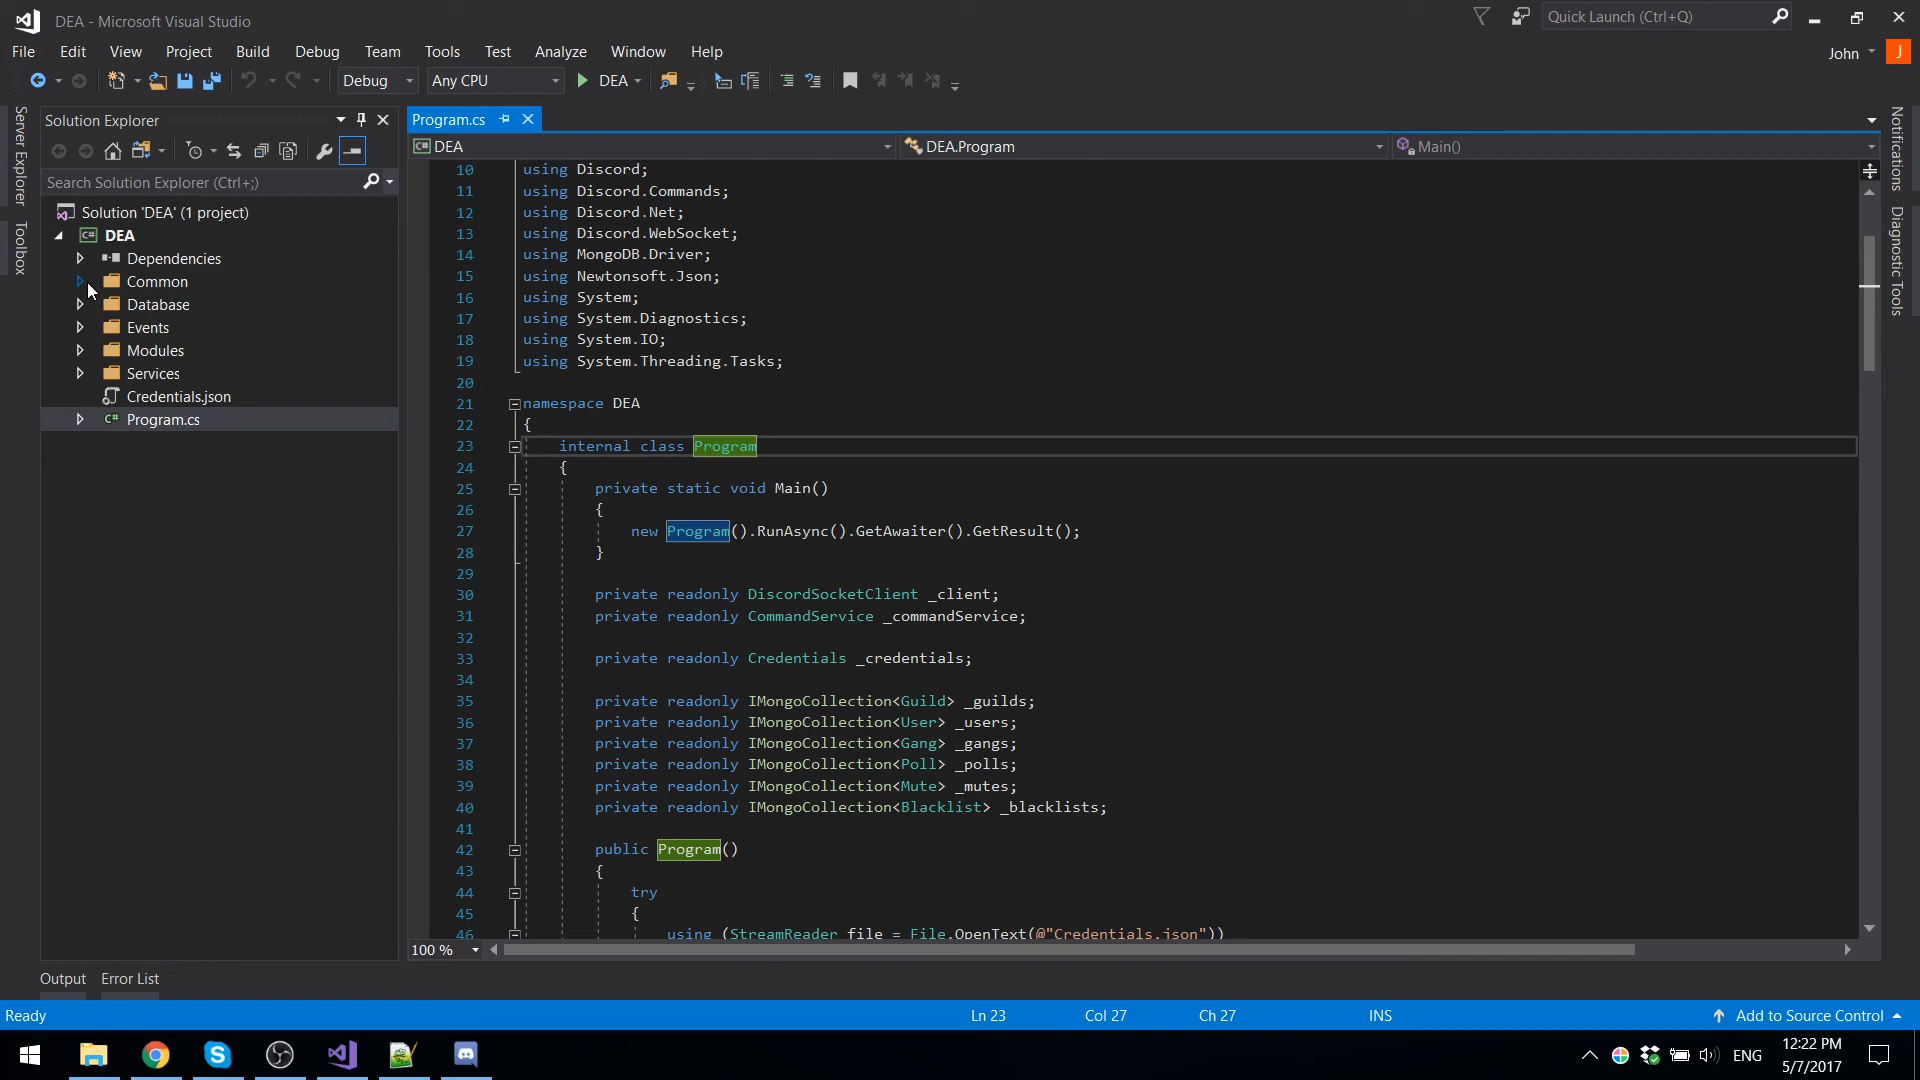 DEA - Microsoft Visual Studio
Quick Launch (Ctrl+Q)
File Edit View Project Build Debug Team Tools Test Analyze Window Help
John J
Debug Any CPU DEA
Server Explorer
Toolbox
Solution Explorer
Search Solution Explorer (Ctrl+;)
Solution 'DEA' (1 project)
C# DEA
Dependencies
Common
Database
Events
Modules
Services
Credentials.json
C# Program.cs
Program.cs
C# DEA DEA.Program Main()
10 using Discord;
11 using Discord.Commands;
12 using Discord.Net;
13 using Discord.WebSocket;
14 using MongoDB.Driver;
15 using Newtonsoft.Json;
16 using System;
17 using System.Diagnostics;
18 using System.IO;
19 using System.Threading.Tasks;
20
21 namespace DEA
22 {
23 internal class Program
24 {
25 private static void Main()
26 {
27 new Program().RunAsync().GetAwaiter().GetResult();
28 }
29
30 private readonly DiscordSocketClient _client;
31 private readonly CommandService _commandService;
32
33 private readonly Credentials _credentials;
34
35 private readonly IMongoCollection<Guild> _guilds;
36 private readonly IMongoCollection<User> _users;
37 private readonly IMongoCollection<Gang> _gangs;
38 private readonly IMongoCollection<Poll> _polls;
39 private readonly IMongoCollection<Mute> _mutes;
40 private readonly IMongoCollection<Blacklist> _blacklists;
41
42 public Program()
43 {
44 try
45 {
46 using (StreamReader file = File.OpenText(@"Credentials.json"))
100 %
Notifications
Diagnostic Tools
Output Error List
Ready Ln 23 Col 27 Ch 27 INS Add to Source Control
ENG
12:22 PM
5/7/2017